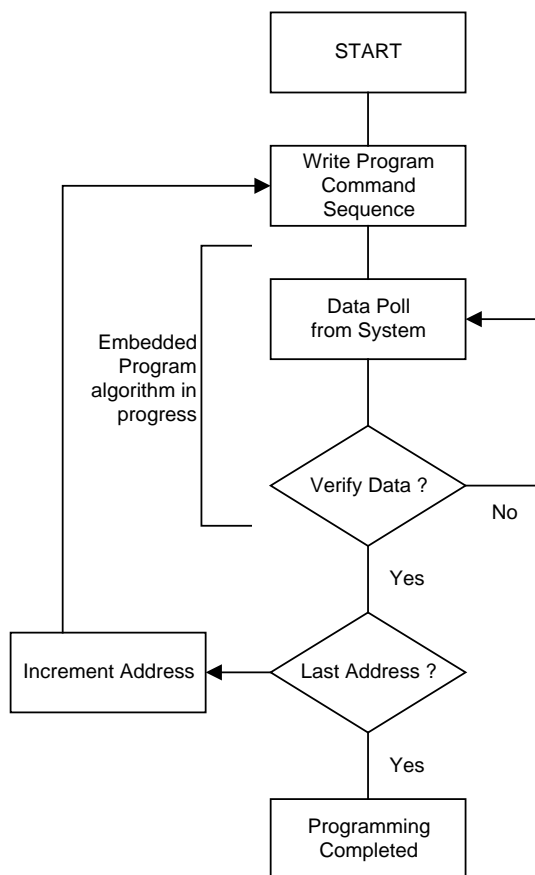 START
Write Program
Command
Sequence
Data Poll
from System
Embedded
Program
algorithm in
progress
Verify Data ?
No
Yes
Increment Address
Last Address ?
Yes
Programming
Completed